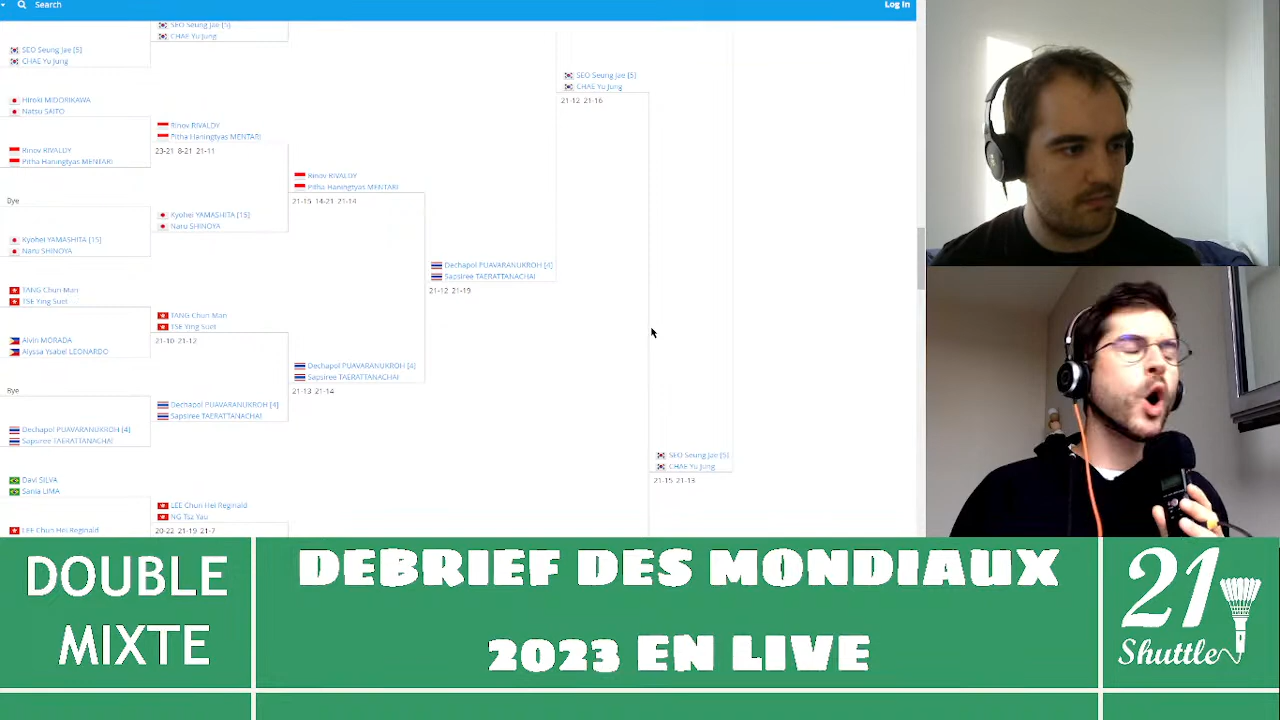 Search
Log In
SEO Seung Jae [5]
CHAE Yu Jung
SEO Seung Jae [5]
CHAE Yu Jung
Hiroki MIDORIKAWA
Natsu SAITO
Rinov RIVALDY
Pitha Haningtyas MENTARI
23-21 8-21 21-11
Rinov RIVALDY
Pitha Haningtyas MENTARI
Bye
Kyohei YAMASHITA [15]
Naru SHINOYA
Kyohei YAMASHITA [15]
Naru SHINOYA
Rinov RIVALDY
Pitha Haningtyas MENTARI
21-15 14-21 21-14
TANG Chun Man
TSE Ying Suet
TANG Chun Man
TSE Ying Suet
21-10 21-12
Alvin MORADA
Alyssa Ysabel LEONARDO
Bye
Dechapol PUAVARANUKROH [4]
Sapsiree TAERATTANACHAI
Dechapol PUAVARANUKROH [4]
Sapsiree TAERATTANACHAI
Dechapol PUAVARANUKROH [4]
Sapsiree TAERATTANACHAI
21-13 21-14
Dechapol PUAVARANUKROH [4]
Sapsiree TAERATTANACHAI
21-12 21-19
SEO Seung Jae [5]
CHAE Yu Jung
21-12 21-16
SEO Seung Jae [5]
CHAE Yu Jung
21-15 21-13
Davi SILVA
Sania LIMA
LEE Chun Hei Reginald
NG Tsz Yau
20-22 21-19 21-7
LEE Chun Hei Reginald
DOUBLE
MIXTE
DEBRIEF DES MONDIAUX
2023 EN LIVE
21
Shuttle